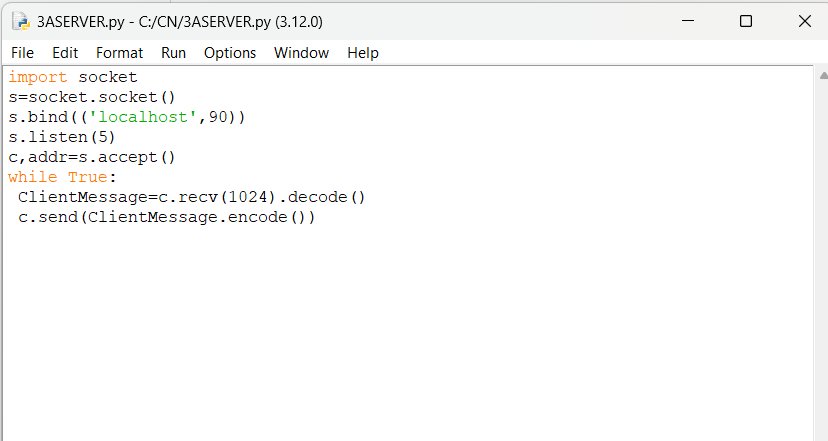 3ASERVER.py - C:/CN/3ASERVER.py (3.12.0)
File Edit Format Run Options Window Help
import socket
s=socket.socket()
s.bind(('localhost',90))
s.listen(5)
c,addr=s.accept()
while True:
 ClientMessage=c.recv(1024).decode()
 c.send(ClientMessage.encode())